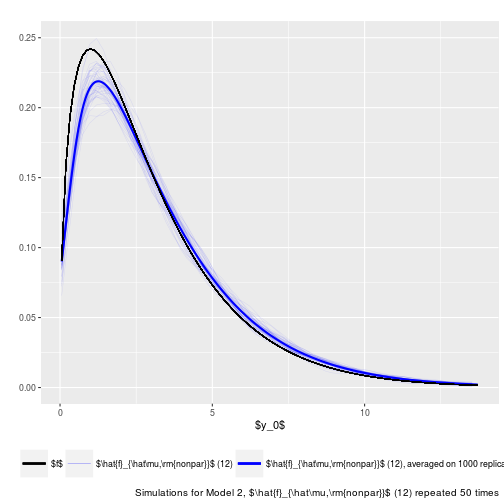 0.25
0.20
0.15
0.10
0.05
0.00
0
5
10
$y_0$
$f$
$\hat{f}_{\hat\mu,\rm{nonpar}}$ (12)
$\hat{f}_{\hat\mu,\rm{nonpar}}$ (12), averaged on 1000 replica
Simulations for Model 2, $\hat{f}_{\hat\,\rm{nonpar}}$ (12) repeated 50 times